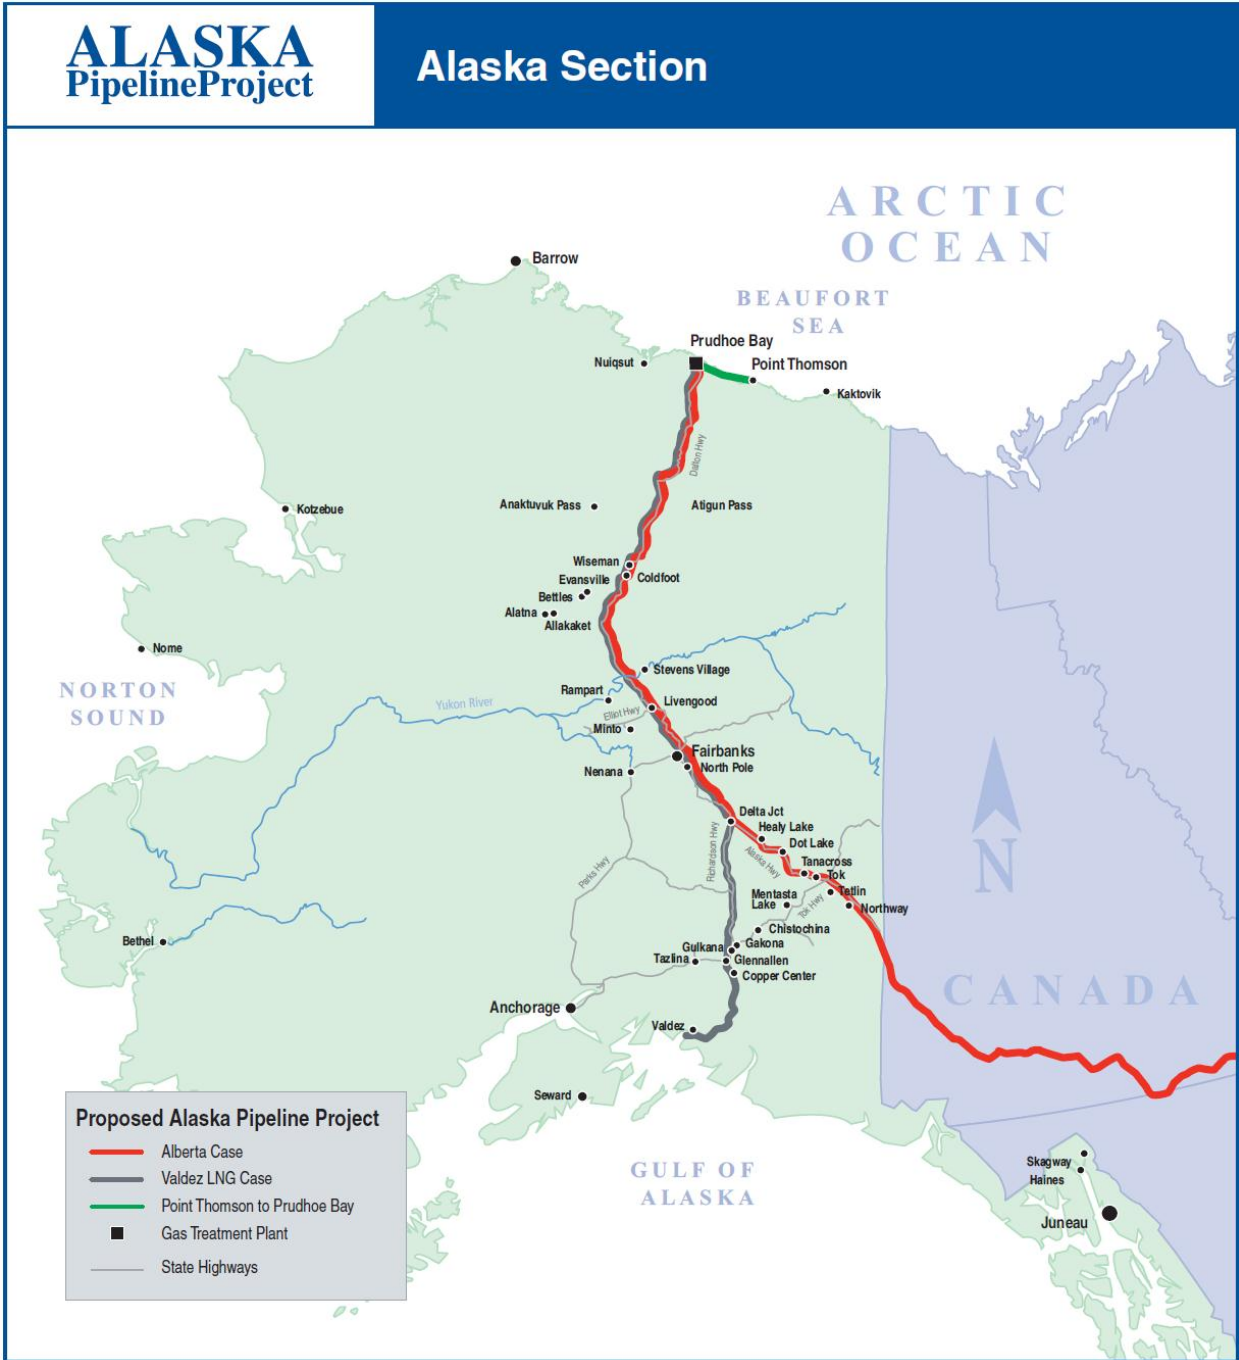 ALASKA
PipelineProject
Alaska Section
ARCTIC
OCEAN
Barrow
BEAUFORT
SEA
Prudhoe Bay
Nuiqsut
Point Thomson
Kaktovik
Dalton Hwy
Kotzebue
Anaktuvuk Pass
Atigun Pass
Wiseman
Evansville
Coldfoot
Bettles
Alatna
Allakaket
Nome
Stevens Village
NORTON
SOUND
Rampart
Yukon River
Livengood
Elliot Hwy
Minto
Fairbanks
North Pole
Nenana
Delta Jct
Healy Lake
Dot Lake
Richardson Hwy
Alaska Hwy
Parks Hwy
Tanacross
Tok
Tetlin
Mentasta
Lake
Tok Hwy
Northway
N
Chistochina
Bethel
Gulkana
Gakona
Tazlina
Glennallen
Copper Center
CANADA
Anchorage
Valdez
Seward
Proposed Alaska Pipeline Project
Alberta Case
Valdez LNG Case
Point Thomson to Prudhoe Bay
Gas Treatment Plant
State Highways
GULF OF
ALASKA
Skagway
Haines
Juneau